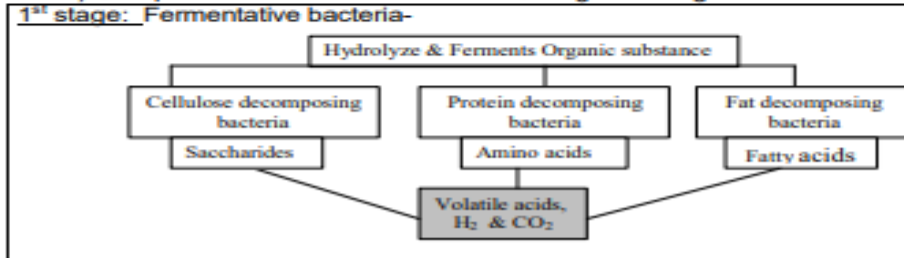 1st stage: Fermentative bacteria-
Hydrolyze & Ferments Organic substance
Cellulose decomposing
bacteria
Protein decomposing
bacteria
Fat decomposing
bacteria
Saccharides
Amino acids
Fatty acids
Volatile acids,
H₂ & CO₂